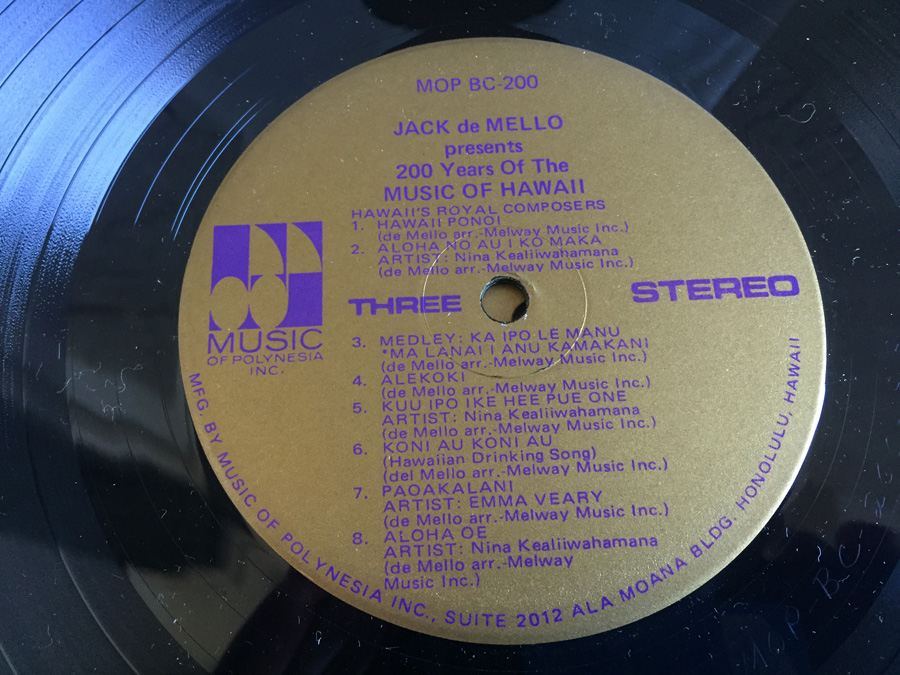 MOP BC-200
JACK de MELLO
presents
200 Years Of The
MUSIC OF HAWAII
HAWAII'S ROYAL COMPOSERS
1. HAWAII PONOI
(de Mello arr.-Melway Music Inc.)
2. ALOHA NO AU I KO MAKA
ARTIST: Nina Kealiiwahamana
(de Mello arr.-Melway Music Inc.)
MUSIC
OF POLYNESIA
INC.
THREE
STEREO
3. MEDLEY: KA IPO LE MANU
*MA LANAI I ANU KAMAKANI
(de Mello arr.-Melway Music Inc.)
4. ALEKOKI
(de Mello arr.-Melway Music Inc.)
5. KUU IPO IKE HEE PUE ONE
ARTIST: Nina Kealiiwahamana
(de Mello arr.-Melway Music Inc.)
6. KONI AU KONI AU
(Hawaiian Drinking Song)
(del Mello arr.-Melway Music Inc.)
7. PAOAKALANI
ARTIST: EMMA VEARY
(de Mello arr.-Melway Music Inc.)
8. ALOHA OE
ARTIST: Nina Kealiiwahamana
(de Mello arr.-Melway
Music Inc.)
MFG. BY MUSIC OF POLYNESIA INC., SUITE 2012 ALA MOANA BLDG. HONOLULU, HAWAII
MOP-BC